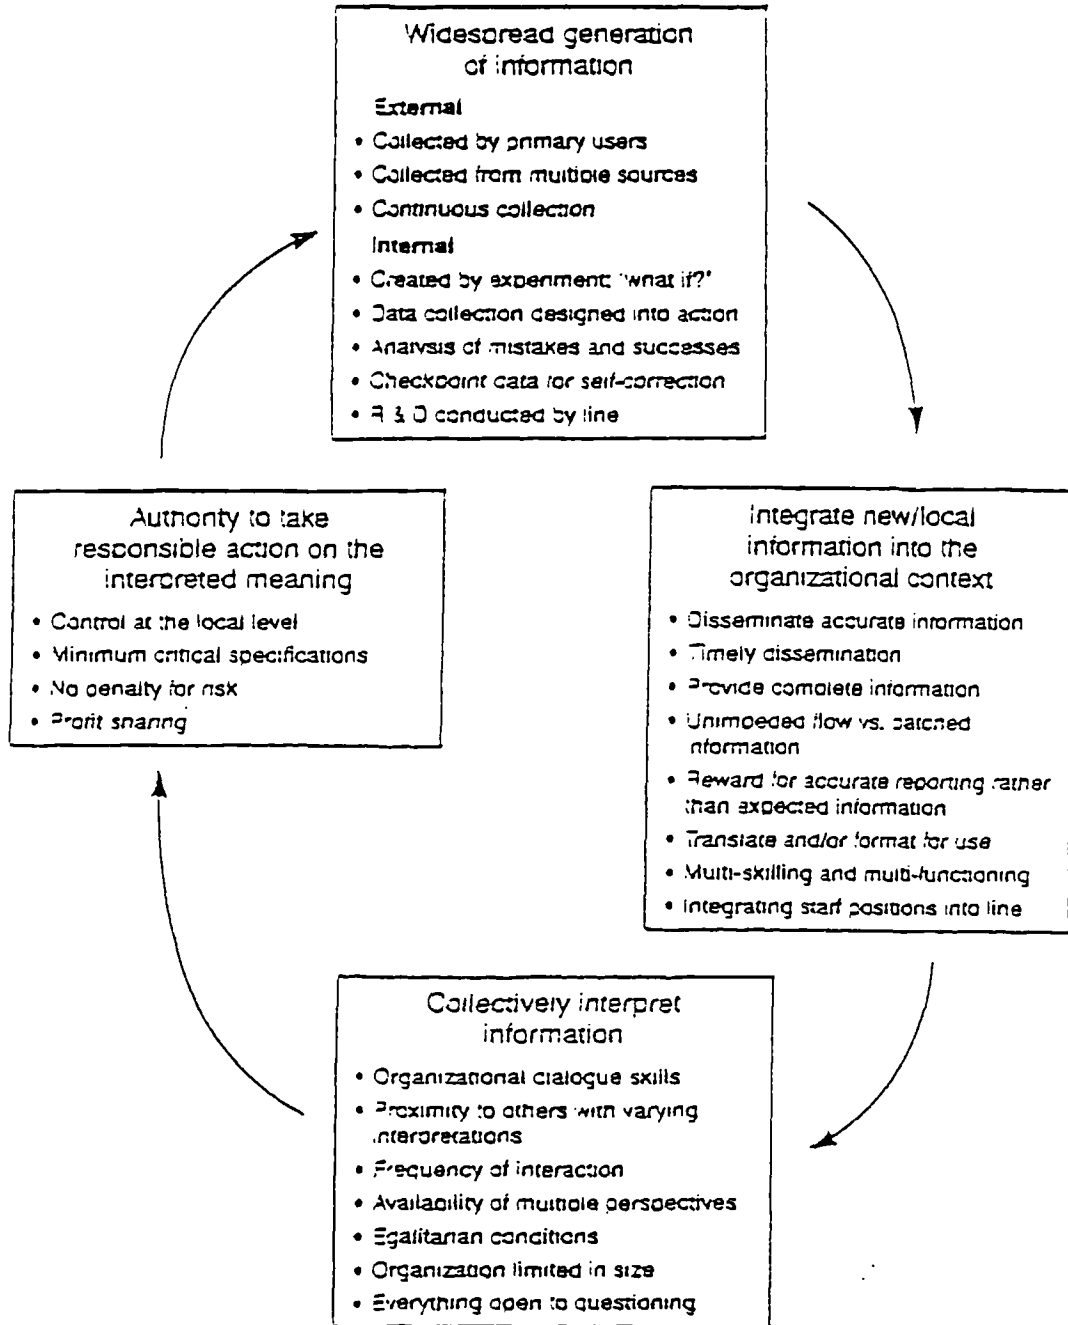 Widespread generation
of information
External
• Collected by primary users
• Collected from multiple sources
• Continuous collection
Internal
• Created by experiment: 'what if?'
• Data collection designed into action
• Analysis of mistakes and successes
• Checkpoint data for self-correction
• R & D conducted by line
Integrate new/local
information into the
organizational context
• Disseminate accurate information
• Timely dissemination
• Provide complete information
• Unimpeded flow vs. batched
information
• Reward for accurate reporting rather
than expected information
• Translate and/or format for use
• Multi-skilling and multi-functioning
• Integrating staff positions into line
Collectively interpret
information
• Organizational dialogue skills
• Proximity to others with varying
interpretations
• Frequency of interaction
• Availability of multiple perspectives
• Egalitarian conditions
• Organization limited in size
• Everything open to questioning
Authority to take
responsible action on the
interpreted meaning
• Control at the local level
• Minimum critical specifications
• No penalty for risk
• Profit sharing